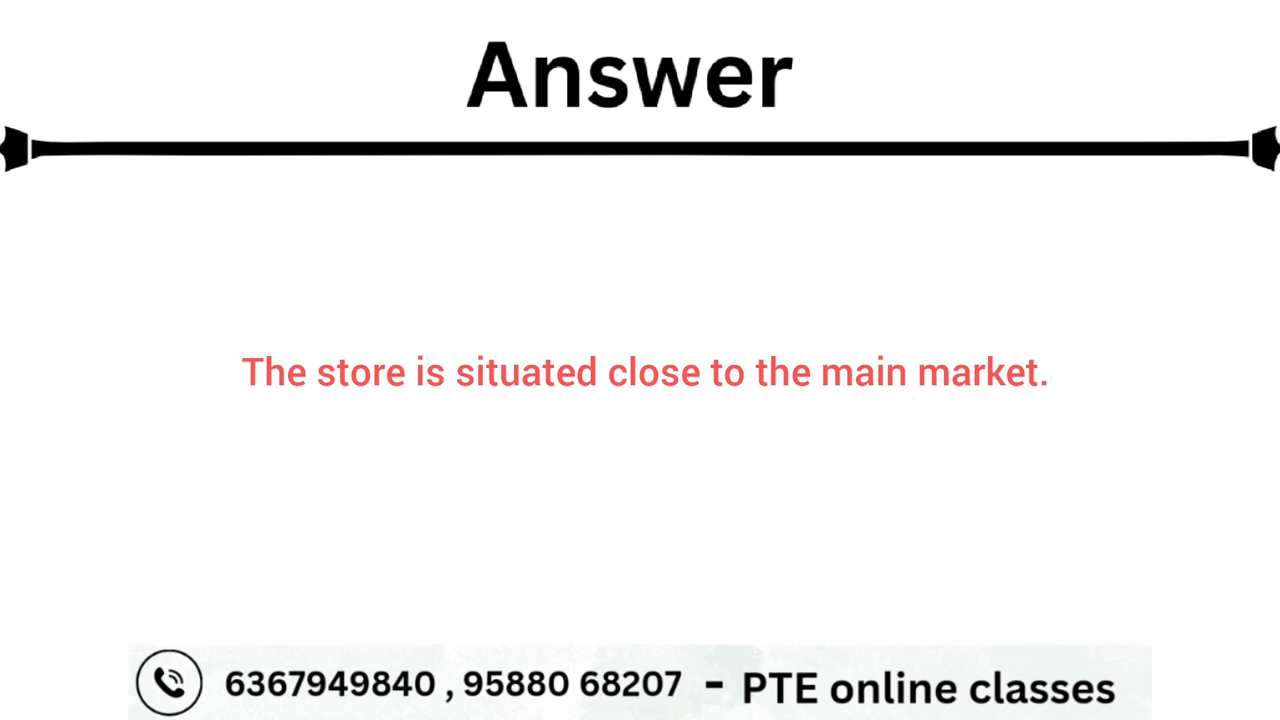 Answer
The store is situated close to the main market.
6367949840 , 95880 68207 - PTE online classes